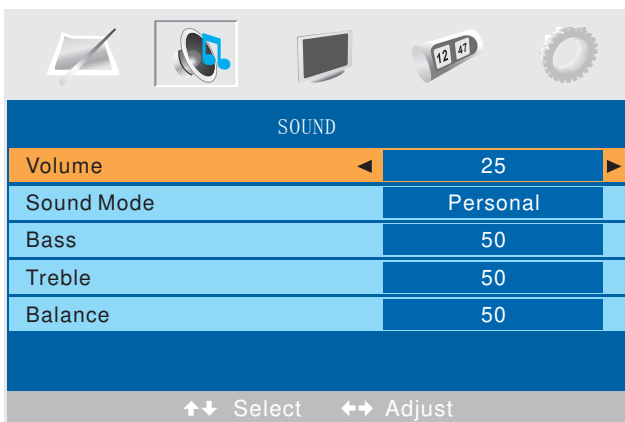 12 47
SOUND
Volume ◄ 25 ►
Sound Mode Personal
Bass 50
Treble 50
Balance 50
Select Adjust